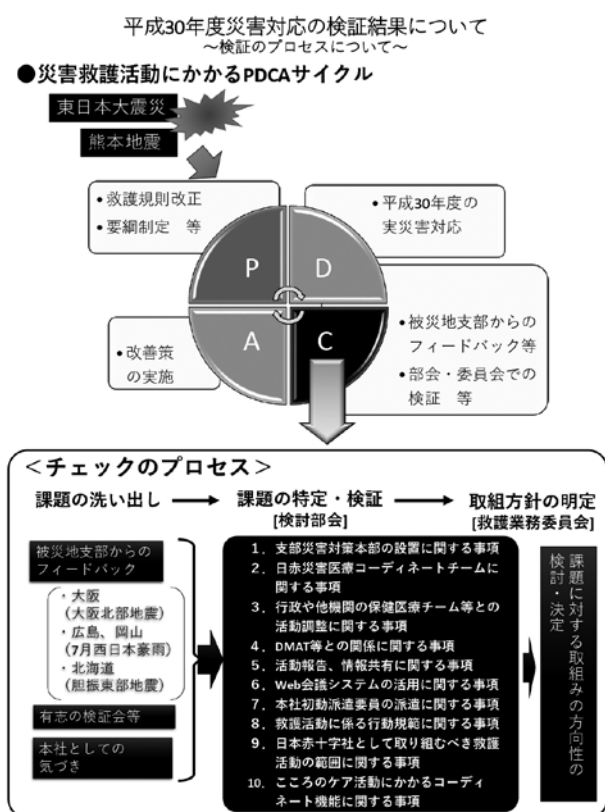 平成30年度災害対応の検証結果について
~検証のプロセスについて~
●災害救護活動にかかるPDCAサイクル
東日本大震災
熊本地震
• 救護規則改正
• 要綱制定 等
• 平成30年度の
実災害対応
P
D
A
C
• 改善策
の実施
• 被災地支部からの
フィードバック等
• 部会・委員会での
検証 等
<チェックのプロセス>
課題の洗い出し
課題の特定・検証
[検討部会]
取組方針の明定
[救護業務委員会]
被災地支部からの
フィードバック
・大阪
(大阪北部地震)
・広島、岡山
(7月西日本豪雨)
・北海道
(胆振東部地震)
有志の検証会等
本社としての
気づき
1. 支部災害対策本部の設置に関する事項
2. 日赤災害医療コーディネートチームに
関する事項
3. 行政や他機関の保健医療チーム等との
活動調整に関する事項
4. DMAT等との関係に関する事項
5. 活動報告、情報共有に関する事項
6. Web会議システムの活用に関する事項
7. 本社初動派遣要員の派遣に関する事項
8. 救護活動に係る行動規範に関する事項
9. 日本赤十字社として取り組むべき救護
活動の範囲に関する事項
10. こころのケア活動にかかるコーディ
ネート機能に関する事項
課題に対する取組みの方向性の
検討・決定